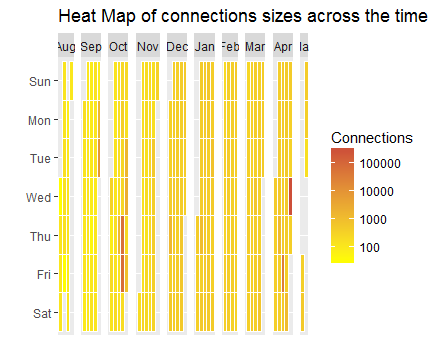 Heat Map of connections sizes across the time
Aug Sep Oct Nov Dec Jan Feb Mar Apr
Sun
Mon
Tue
Wed
Thu
Fri
Sat
Connections
100000
10000
1000
100